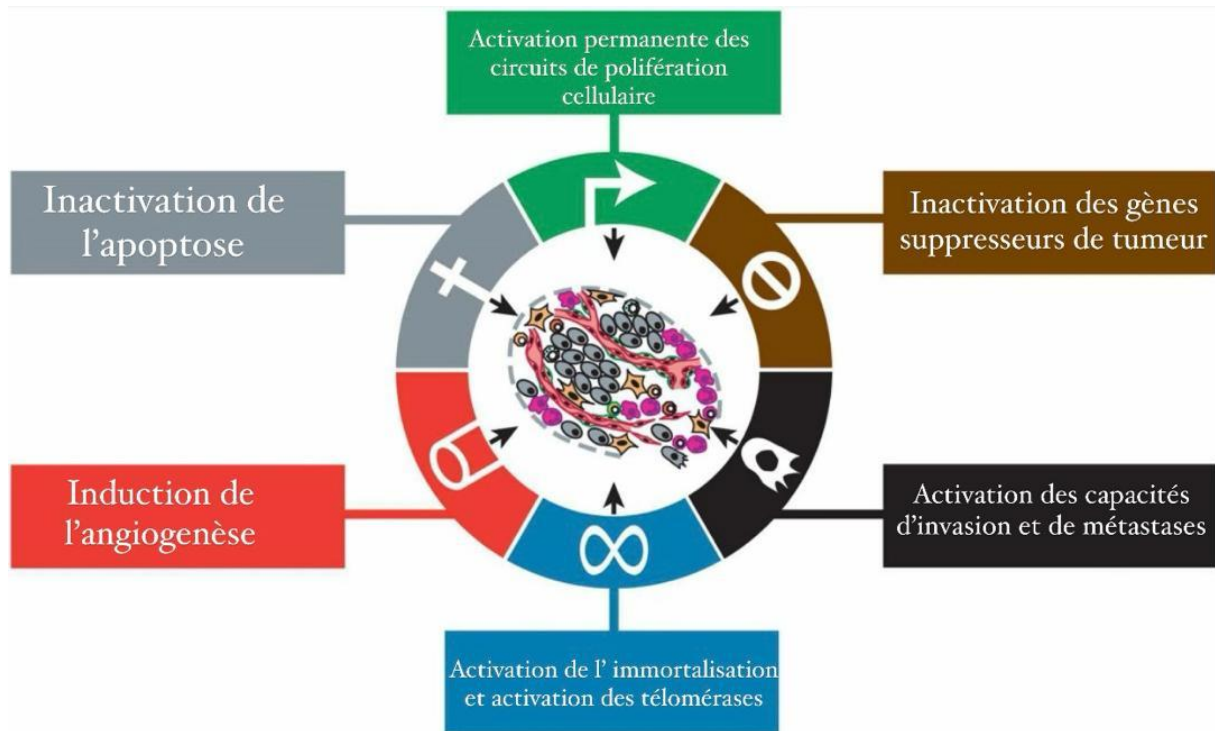 Activation permanente des
circuits de polifération
cellulaire
Inactivation de
l’apoptose
Inactivation des gènes
suppresseurs de tumeur
Induction de
l’angiogenèse
Activation des capacités
d’invasion et de métastases
Activation de l’ immortalisation
et activation des télomérases